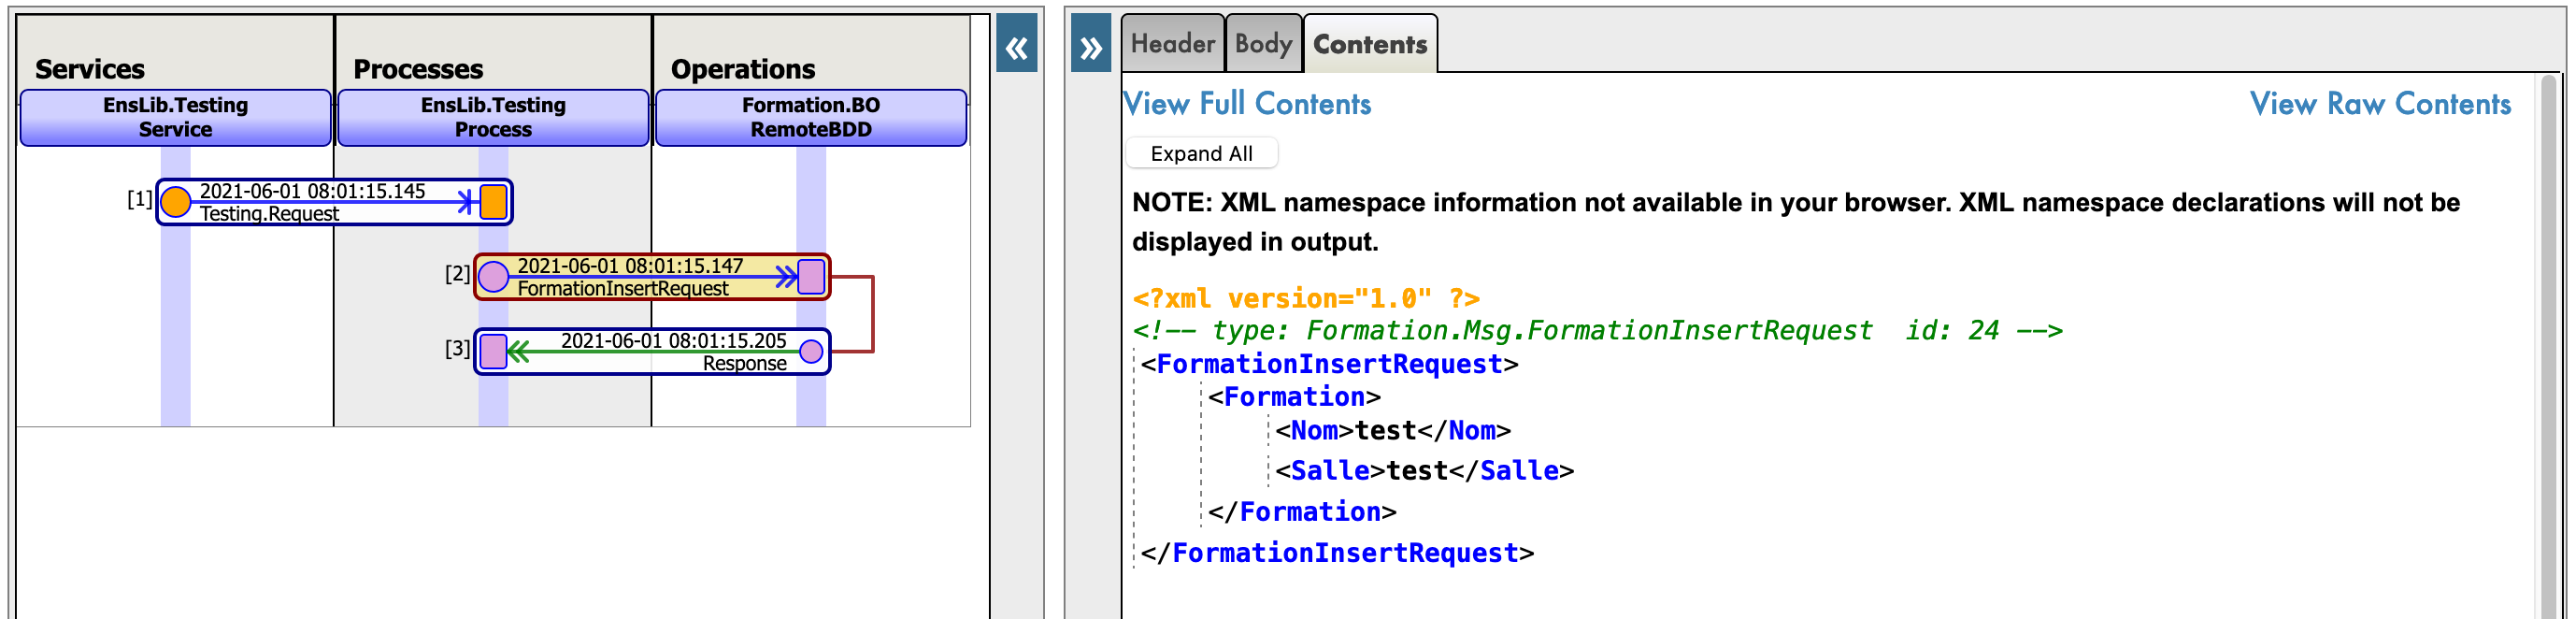 Services
Processes
Operations
EnsLib.Testing
Service
EnsLib.Testing
Process
Formation.BO
RemoteBDD
[1]
2021-06-01 08:01:15.145
Testing.Request
[2]
2021-06-01 08:01:15.147
FormationInsertRequest
[3]
2021-06-01 08:01:15.205
Response
«
»
Header
Body
Contents
View Full Contents
View Raw Contents
Expand All
NOTE: XML namespace information not available in your browser. XML namespace declarations will not be
displayed in output.
<?xml version="1.0" ?>
<!-- type: Formation.Msg.FormationInsertRequest  id: 24 -->
<FormationInsertRequest>
<Formation>
<Nom>test</Nom>
<Salle>test</Salle>
</Formation>
</FormationInsertRequest>